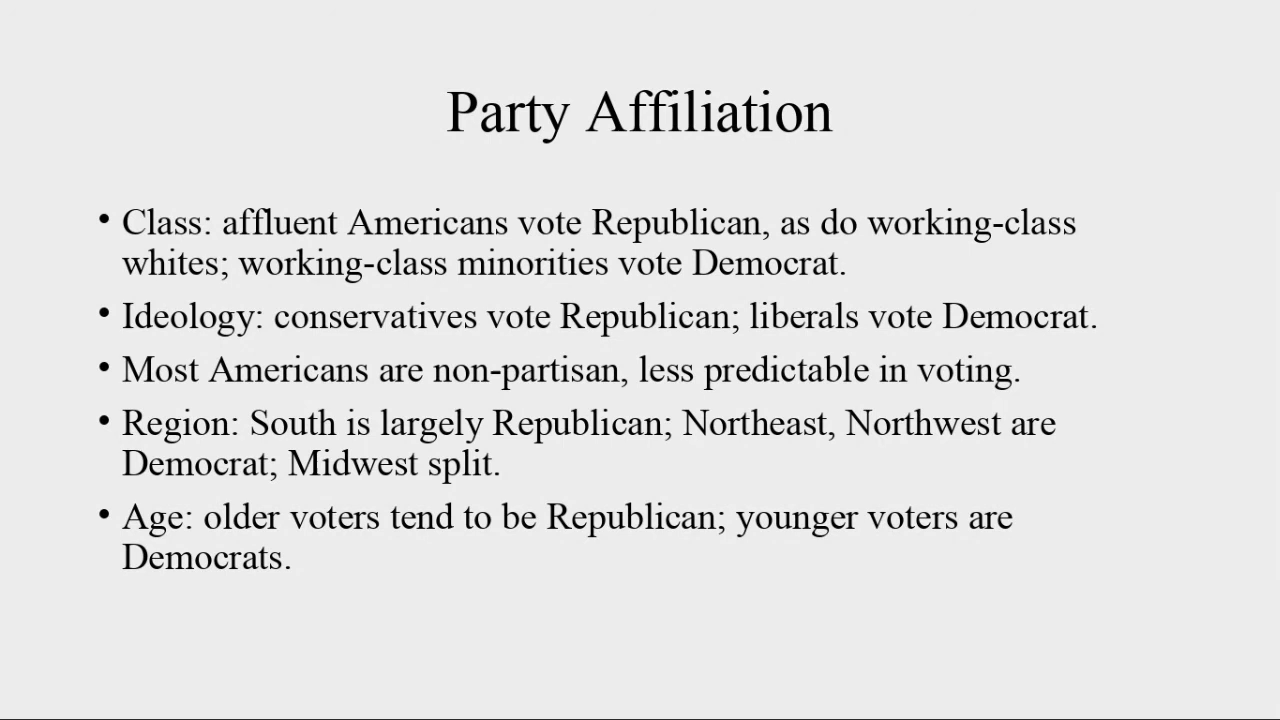 Party Affiliation
• Class: affluent Americans vote Republican, as do working-class
whites; working-class minorities vote Democrat.
• Ideology: conservatives vote Republican; liberals vote Democrat.
• Most Americans are non-partisan, less predictable in voting.
• Region: South is largely Republican; Northeast, Northwest are
Democrat; Midwest split.
• Age: older voters tend to be Republican; younger voters are
Democrats.